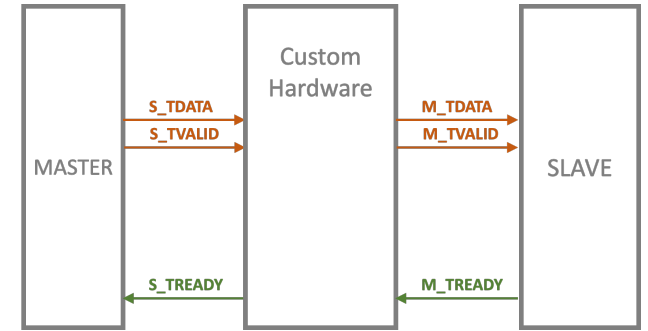 Custom
Hardware
S_TDATA
M_TDATA
S_TVALID
M_TVALID
MASTER
SLAVE
S_TREADY
M_TREADY